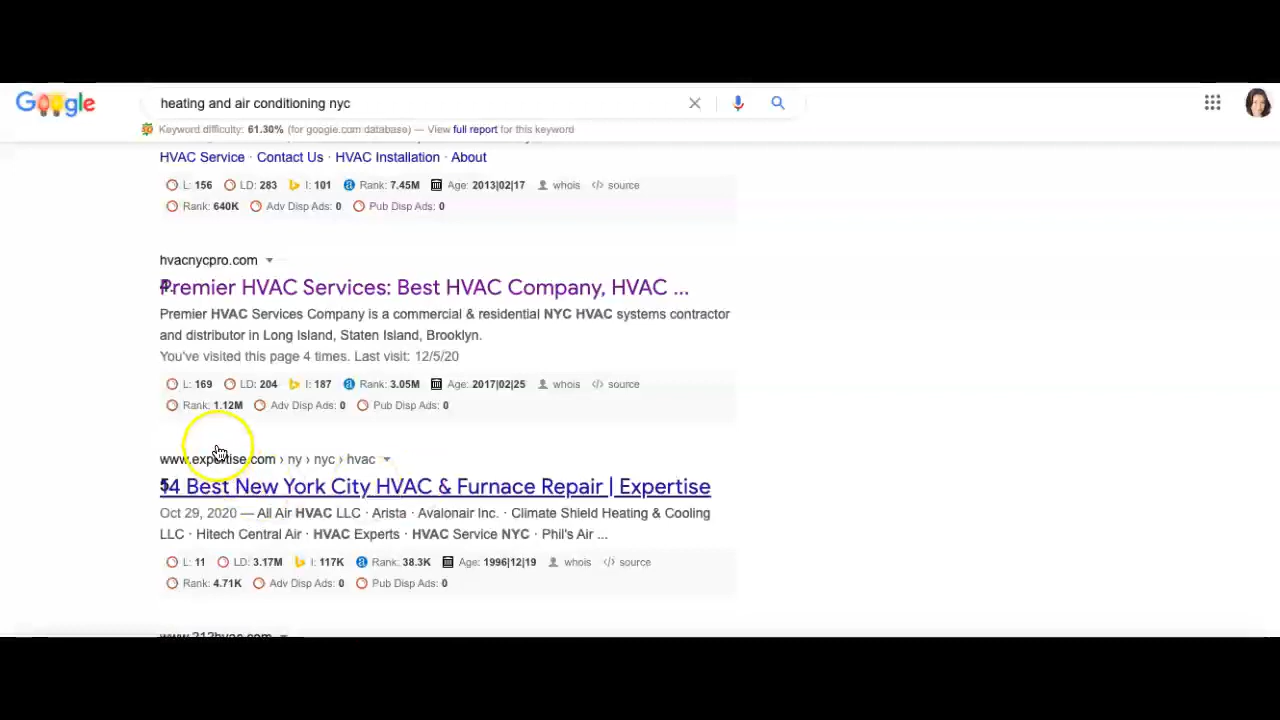 Google
heating and air conditioning nyc
Keyword difficulty: 61.30% (for google.com database) — View full report for this keyword
HVAC Service · Contact Us · HVAC Installation · About
L: 156 LD: 283 I: 101 Rank: 7.45M Age: 2013|02|17 whois </> source
Rank: 640K Adv Disp Ads: 0 Pub Disp Ads: 0
hvacnycpro.com
4. Premier HVAC Services: Best HVAC Company, HVAC ...
Premier HVAC Services Company is a commercial & residential NYC HVAC systems contractor
and distributor in Long Island, Staten Island, Brooklyn.
You've visited this page 4 times. Last visit: 12/5/20
L: 169 LD: 204 I: 187 Rank: 3.05M Age: 2017|02|25 whois </> source
Rank: 1.12M Adv Disp Ads: 0 Pub Disp Ads: 0
www.expertise.com › ny › nyc › hvac
5. 14 Best New York City HVAC & Furnace Repair | Expertise
Oct 29, 2020 — All Air HVAC LLC · Arista · Avalonair Inc. · Climate Shield Heating & Cooling
LLC · Hitech Central Air · HVAC Experts · HVAC Service NYC · Phil's Air ...
L: 11 LD: 3.17M I: 117K Rank: 38.3K Age: 1996|12|19 whois </> source
Rank: 4.71K Adv Disp Ads: 0 Pub Disp Ads: 0
www.212hvac.com